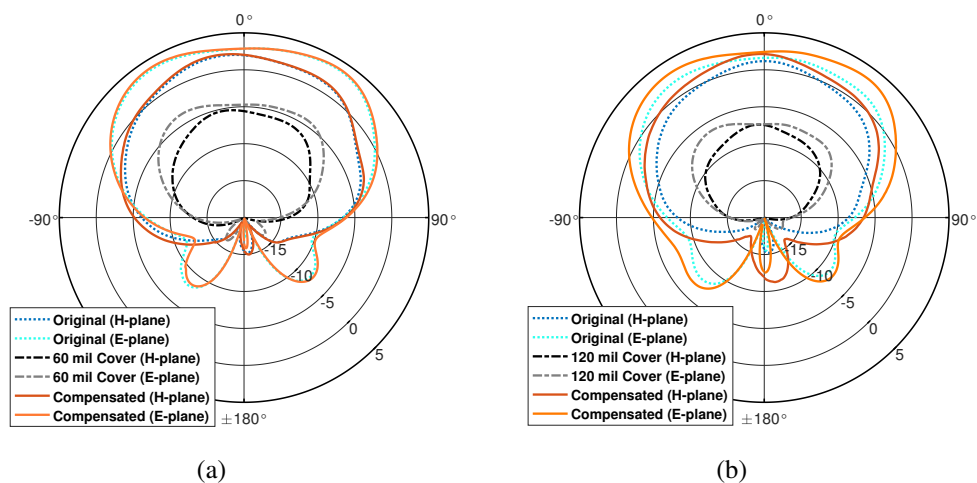 0°
-90°
90°
-15
-10
-5
0
5
±180°
Original (H-plane)
Original (E-plane)
60 mil Cover (H-plane)
60 mil Cover (E-plane)
Compensated (H-plane)
Compensated (E-plane)
(a)
0°
-90°
90°
-15
-10
-5
0
5
±180°
Original (H-plane)
Original (E-plane)
120 mil Cover (H-plane)
120 mil Cover (E-plane)
Compensated (H-plane)
Compensated (E-plane)
(b)